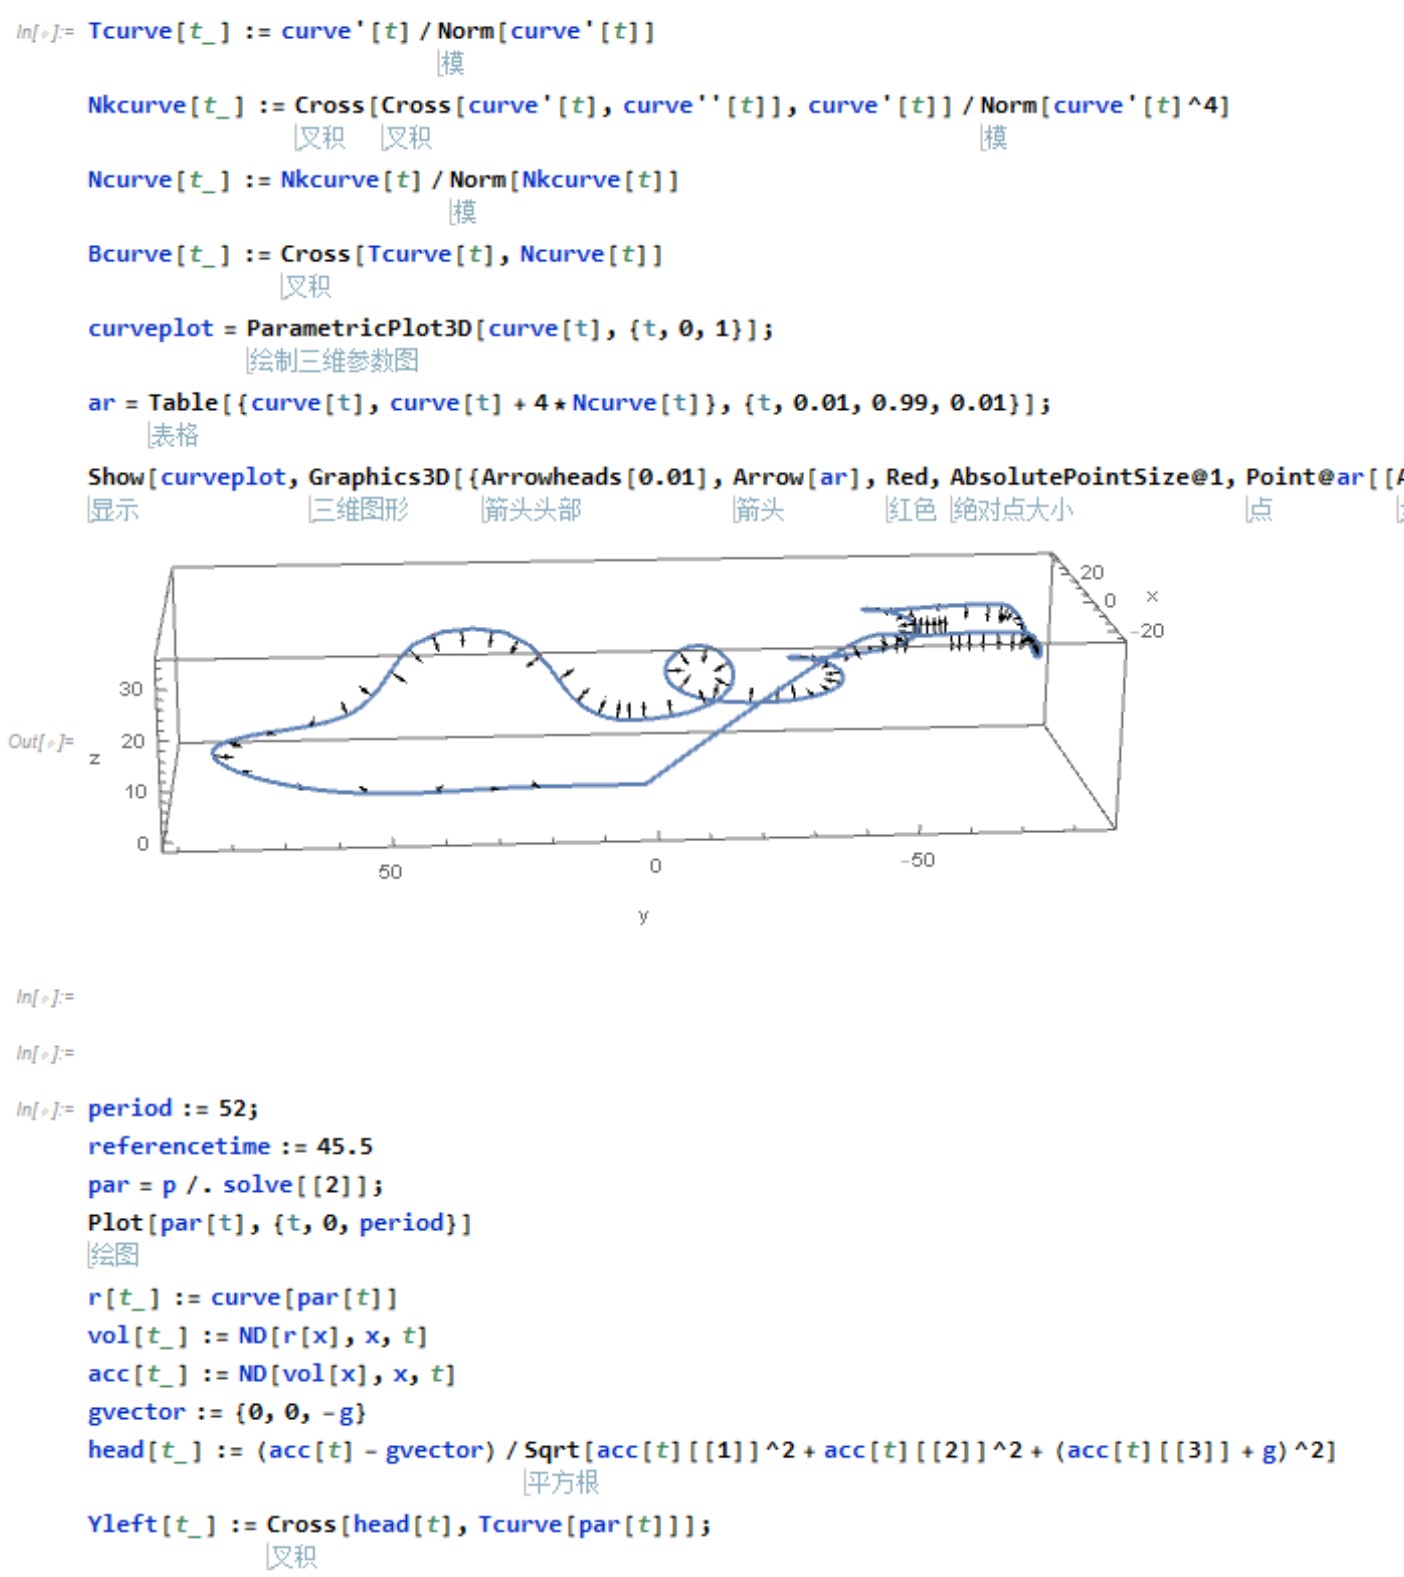 In[ ]:= Tcurve[t_] := curve'[t] / Norm[curve'[t]]
模
Nkcurve[t_] := Cross[Cross[curve'[t], curve''[t]], curve'[t]] / Norm[curve'[t]^4]
叉积 叉积 模
Ncurve[t_] := Nkcurve[t] / Norm[Nkcurve[t]]
模
Bcurve[t_] := Cross[Tcurve[t], Ncurve[t]]
叉积
curveplot = ParametricPlot3D[curve[t], {t, 0, 1}];
绘制三维参数图
ar = Table[{curve[t], curve[t] + 4 * Ncurve[t]}, {t, 0.01, 0.99, 0.01}];
表格
Show[curveplot, Graphics3D[{Arrowheads[0.01], Arrow[ar], Red, AbsolutePointSize@1, Point@ar[[
显示 三维图形 箭头头部 箭头 红色 绝对点大小 点
20
0 x
-20
30
Out[ ]= 20
z
10
0
50 0 -50
y
In[ ]:=
In[ ]:=
In[ ]:= period := 52;
referencetime := 45.5
par = p /. solve[[2]];
Plot[par[t], {t, 0, period}]
绘图
r[t_] := curve[par[t]]
vol[t_] := ND[r[x], x, t]
acc[t_] := ND[vol[x], x, t]
gvector := {0, 0, -g}
head[t_] := (acc[t] - gvector) / Sqrt[acc[t][[1]]^2 + acc[t][[2]]^2 + (acc[t][[3]] + g)^2]
平方根
Yleft[t_] := Cross[head[t], Tcurve[par[t]]];
叉积